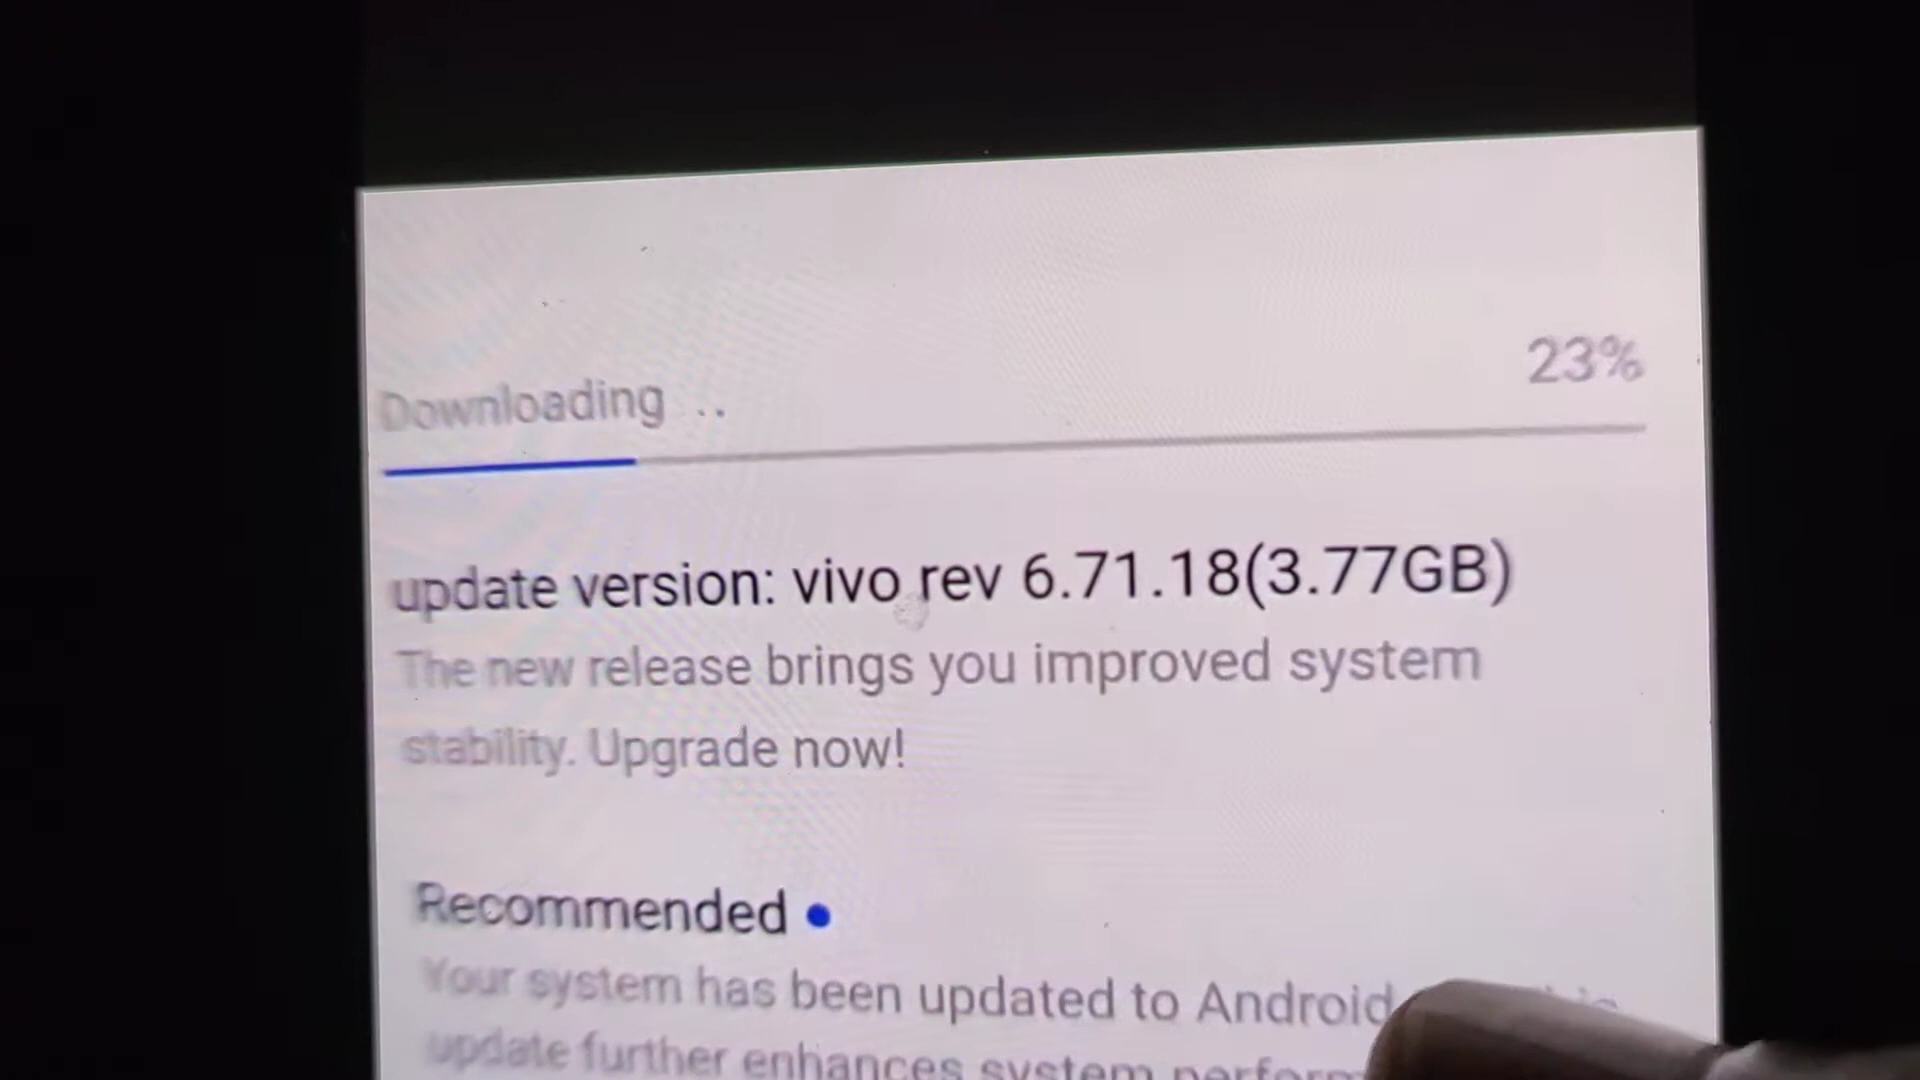 23%
Downloading ..
update version: vivo rev 6.71.18(3.77GB)
The new release brings you improved system
stability. Upgrade now!
Recommended
Your system has been updated to Android
update further enhances system